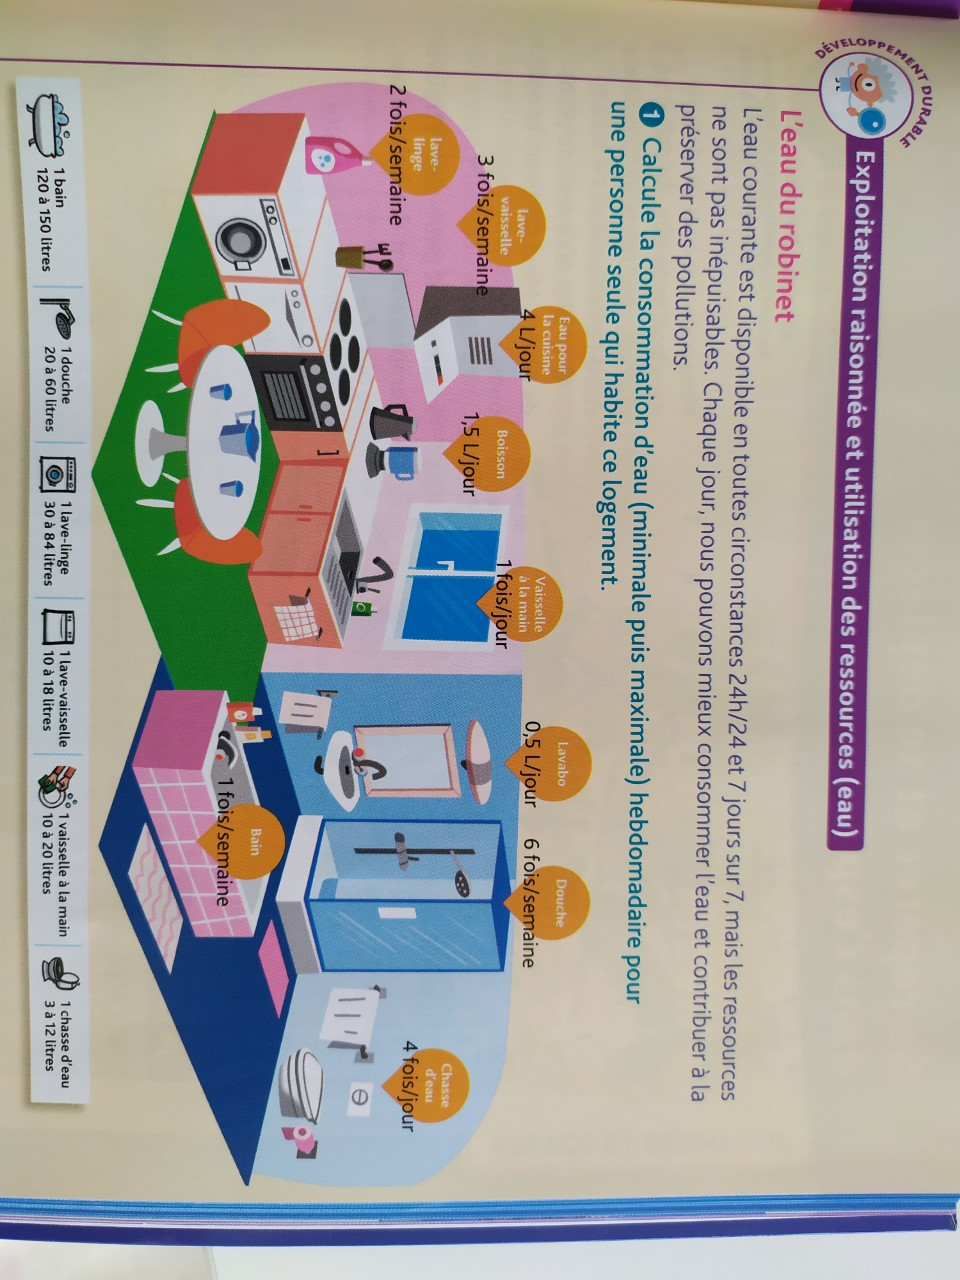 DÉVELOPPEMENT DURABLE
Exploitation raisonnée et utilisation des ressources (eau)
L'eau du robinet
L'eau courante est disponible en toutes circonstances 24h/24 et 7 jours sur 7, mais les ressources
ne sont pas inépuisables. Chaque jour, nous pouvons mieux consommer l'eau et contribuer à la
préserver des pollutions.
1 Calcule la consommation d'eau (minimale puis maximale) hebdomadaire pour
une personne seule qui habite ce logement.
lave-
linge
2 fois/semaine
lave-
vaisselle
3 fois/semaine
Eau pour
la cuisine
4 L/jour
Boisson
1,5 L/jour
Vaisselle
à la main
1 fois/jour
Lavabo
0,5 L/jour
Douche
6 fois/semaine
Bain
1 fois/semaine
Chasse
d'eau
4 fois/jour
1 bain
120 à 150 litres
1 douche
20 à 60 litres
1 lave-linge
30 à 84 litres
1 lave-vaisselle
10 à 18 litres
1 vaisselle à la main
10 à 20 litres
1 chasse d'eau
3 à 12 litres